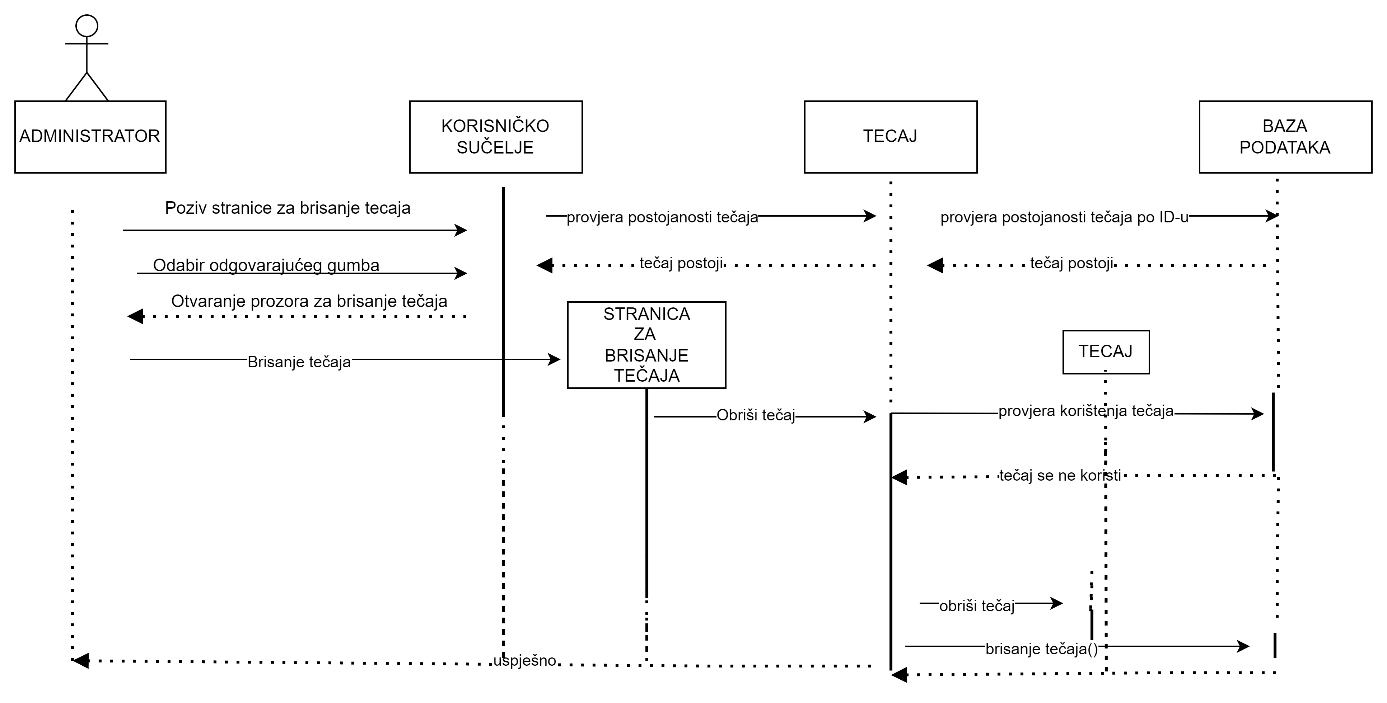 ADMINISTRATOR
KORISNIČKO
SUČELJE
TECAJ
BAZA
PODATAKA
Poziv stranice za brisanje tecaja
provjera postojanosti tečaja
provjera postojanosti tečaja po ID-u
Odabir odgovarajućeg gumba
tečaj postoji
tečaj postoji
Otvaranje prozora za brisanje tečaja
STRANICA
ZA
BRISANJE
TEČAJA
TECAJ
Brisanje tečaja
Obriši tečaj
provjera korištenja tečaja
tečaj se ne koristi
obriši tečaj
brisanje tečaja()
uspješno